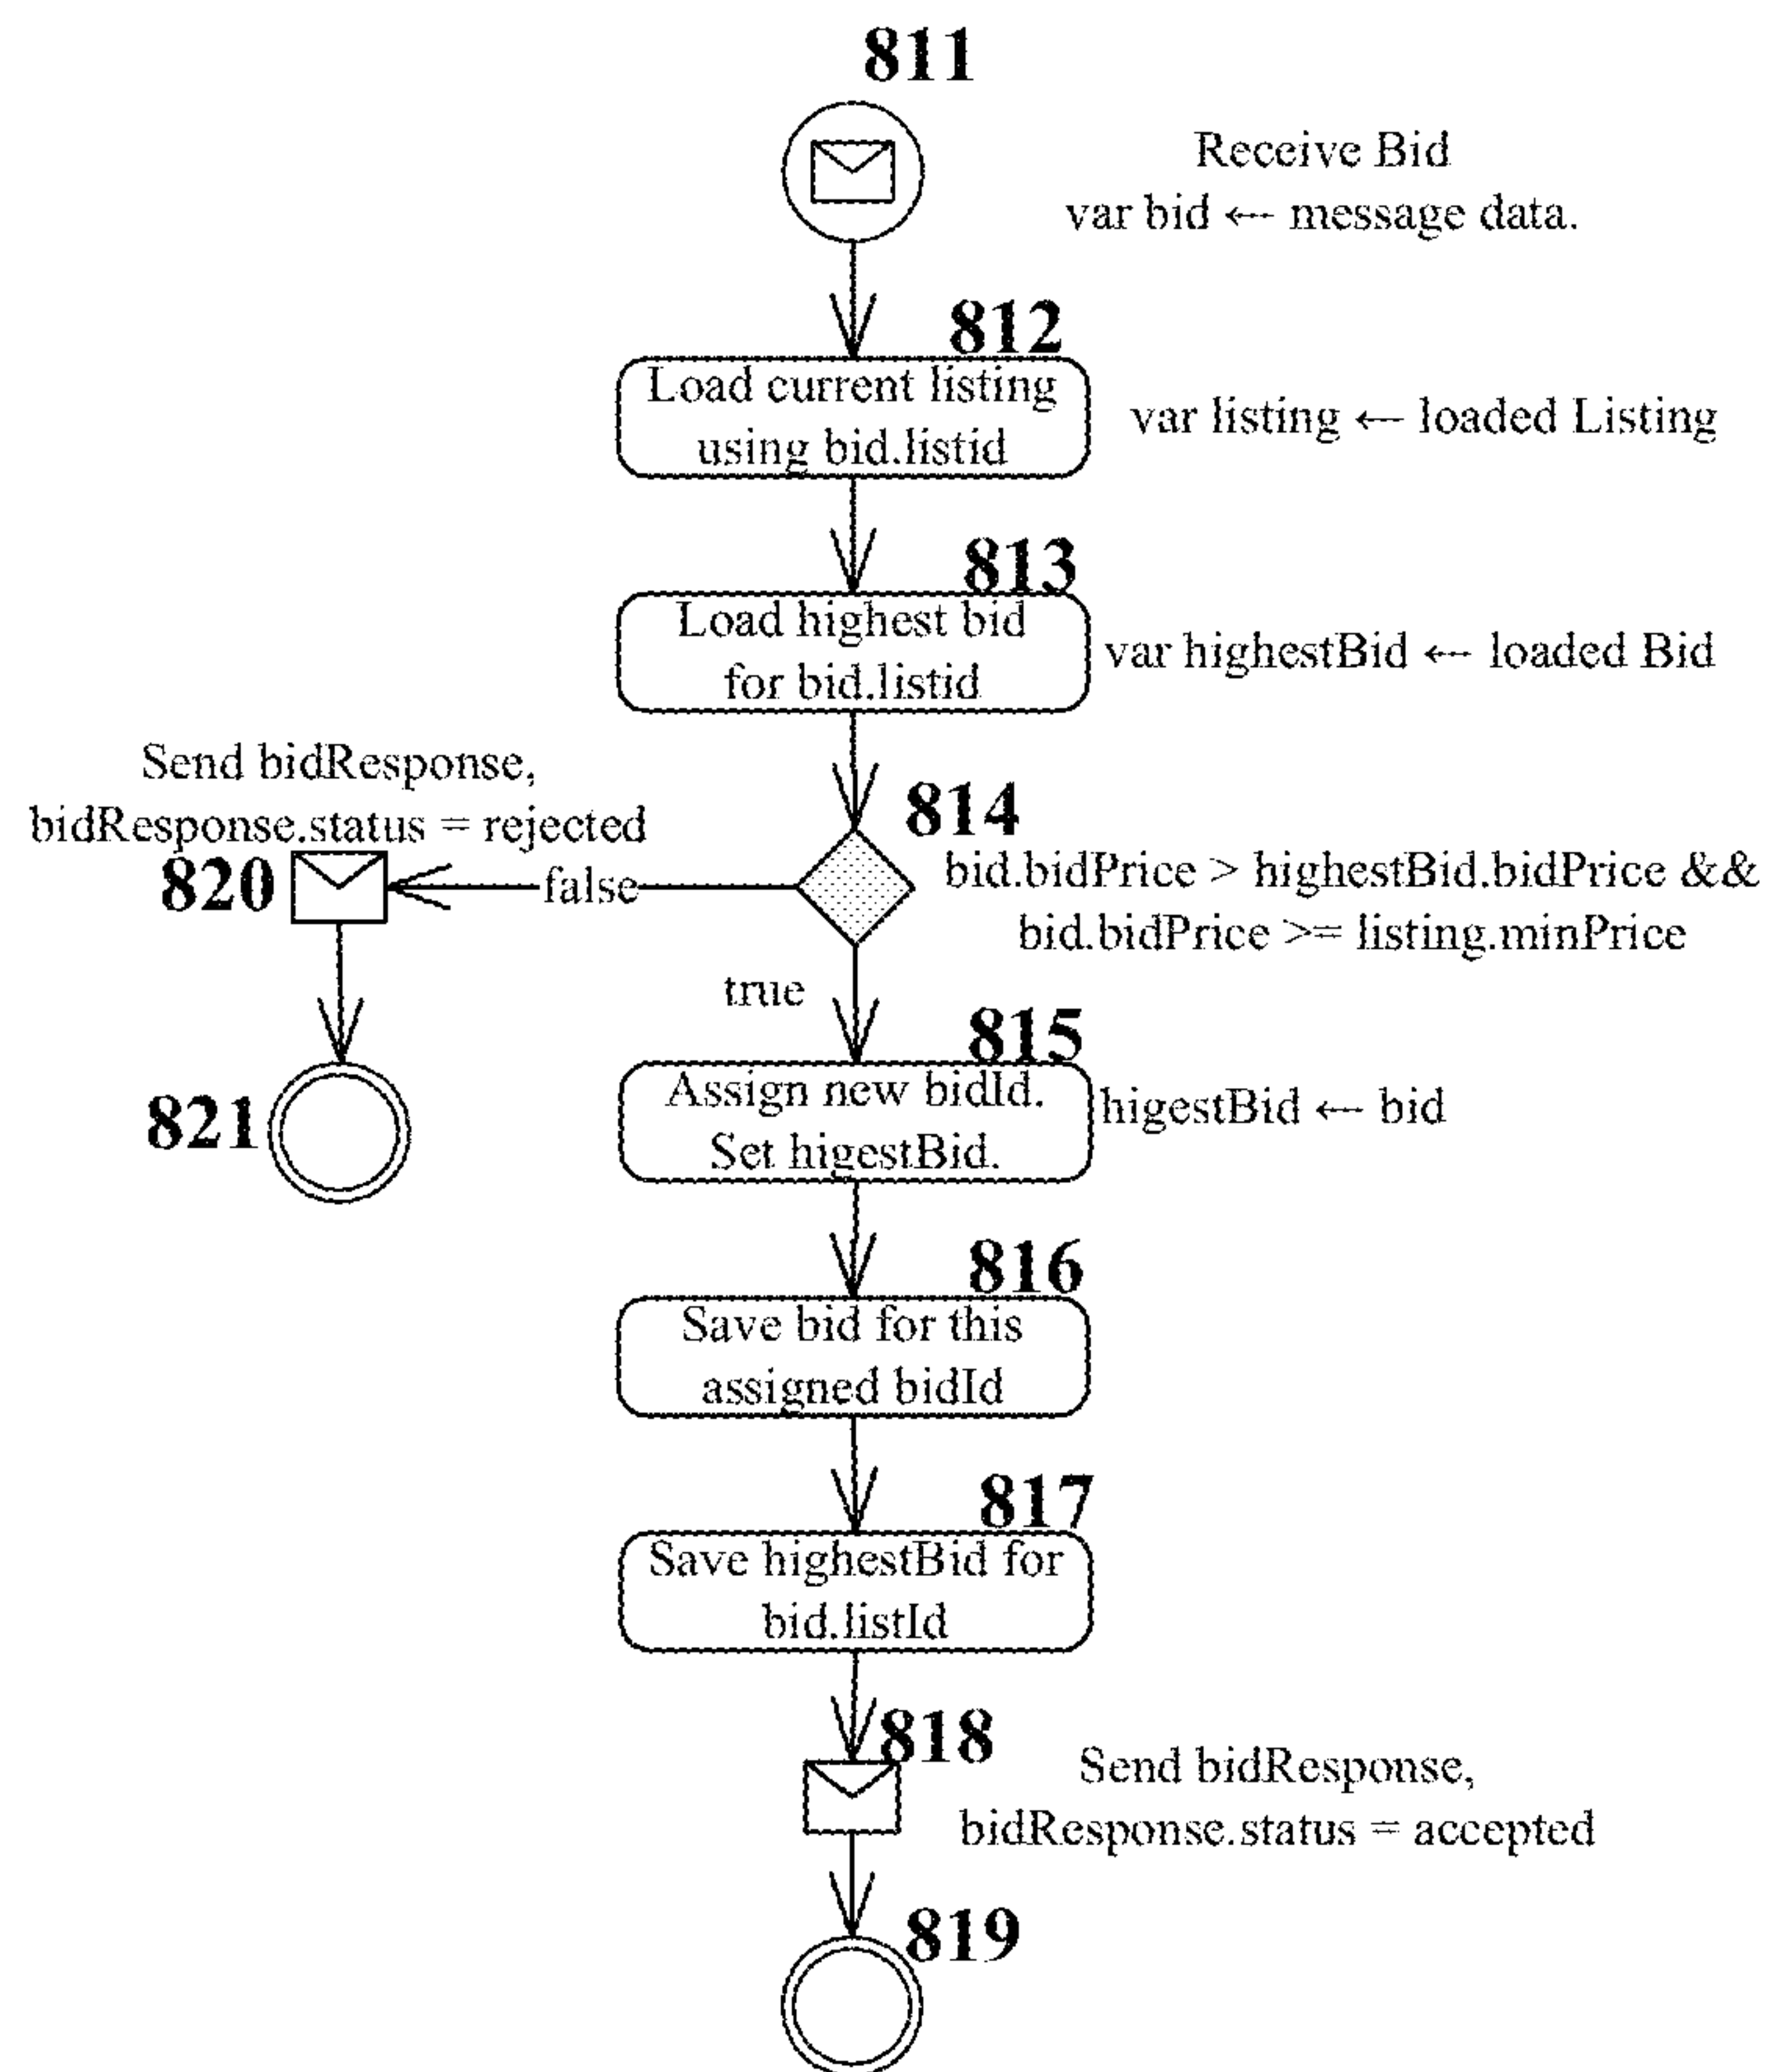 811
Receive Bid
var bid ← message data.
812
Load current listing
using bid.listid
var listing ← loaded Listing
813
Load highest bid
for bid.listid
var highestBid ← loaded Bid
Send bidResponse,
bidResponse.status = rejected
820
false
814
bid.bidPrice > highestBid.bidPrice &&
bid.bidPrice >= listing.minPrice
true
815
Assign new bidId.
Set higestBid.
higestBid ← bid
821
816
Save bid for this
assigned bidId
817
Save highestBid for
bid.listId
818
Send bidResponse,
bidResponse.status = accepted
819